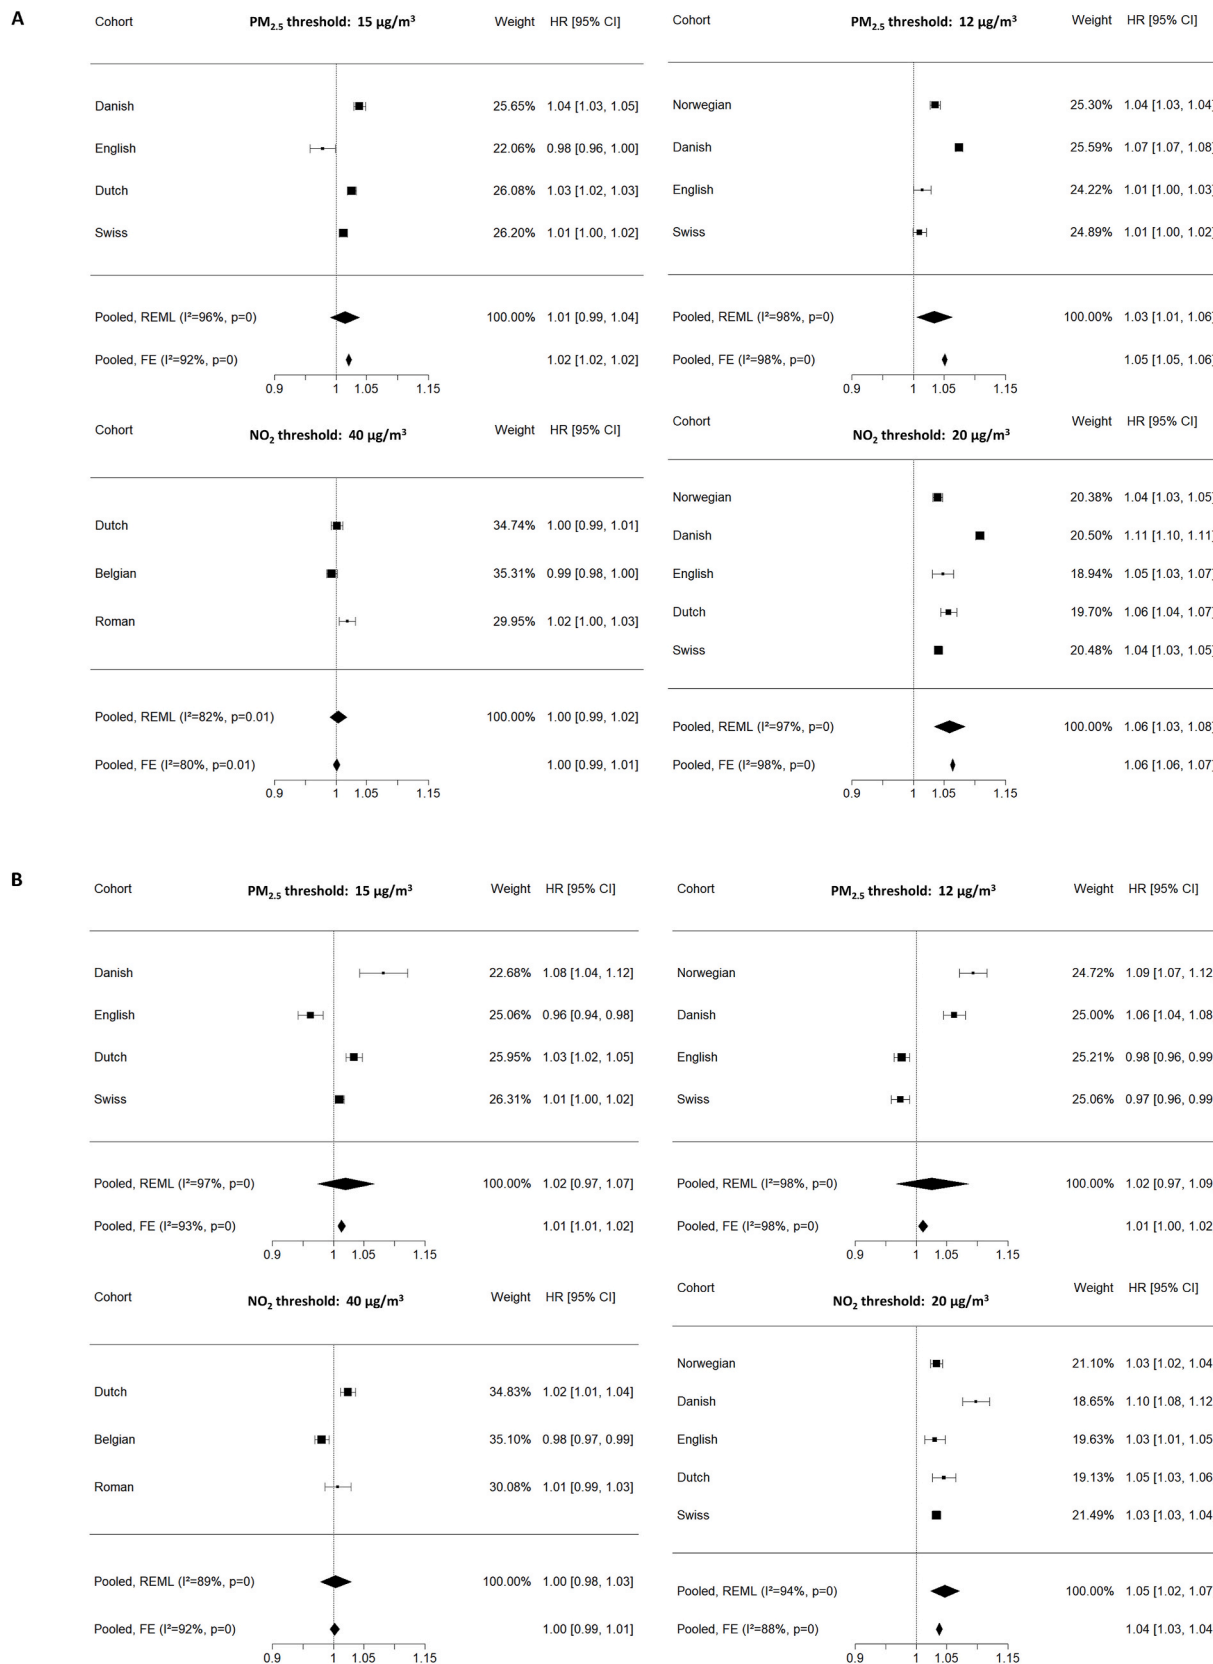 A
Cohort PM2.5 threshold: 15 µg/m³ Weight HR [95% CI]
Danish 25.65% 1.04 [1.03, 1.05]
English 22.06% 0.98 [0.96, 1.00]
Dutch 26.08% 1.03 [1.02, 1.03]
Swiss 26.20% 1.01 [1.00, 1.02]
Pooled, REML (I²=96%, p=0) 100.00% 1.01 [0.99, 1.04]
Pooled, FE (I²=92%, p=0) 1.02 [1.02, 1.02]
0.9 1 1.05 1.15
Cohort PM2.5 threshold: 12 µg/m³ Weight HR [95% CI]
Norwegian 25.30% 1.04 [1.03, 1.04]
Danish 25.59% 1.07 [1.07, 1.08]
English 24.22% 1.01 [1.00, 1.03]
Swiss 24.89% 1.01 [1.00, 1.02]
Pooled, REML (I²=98%, p=0) 100.00% 1.03 [1.01, 1.06]
Pooled, FE (I²=98%, p=0) 1.05 [1.05, 1.06]
0.9 1 1.05 1.15
Cohort NO2 threshold: 40 µg/m³ Weight HR [95% CI]
Dutch 34.74% 1.00 [0.99, 1.01]
Belgian 35.31% 0.99 [0.98, 1.00]
Roman 29.95% 1.02 [1.00, 1.03]
Pooled, REML (I²=82%, p=0.01) 100.00% 1.00 [0.99, 1.02]
Pooled, FE (I²=80%, p=0.01) 1.00 [0.99, 1.01]
0.9 1 1.05 1.15
Cohort NO2 threshold: 20 µg/m³ Weight HR [95% CI]
Norwegian 20.38% 1.04 [1.03, 1.05]
Danish 20.50% 1.11 [1.10, 1.11]
English 18.94% 1.05 [1.03, 1.07]
Dutch 19.70% 1.06 [1.04, 1.07]
Swiss 20.48% 1.04 [1.03, 1.05]
Pooled, REML (I²=97%, p=0) 100.00% 1.06 [1.03, 1.08]
Pooled, FE (I²=98%, p=0) 1.06 [1.06, 1.07]
0.9 1 1.05 1.15
B
Cohort PM2.5 threshold: 15 µg/m³ Weight HR [95% CI]
Danish 22.68% 1.08 [1.04, 1.12]
English 25.06% 0.96 [0.94, 0.98]
Dutch 25.95% 1.03 [1.02, 1.05]
Swiss 26.31% 1.01 [1.00, 1.02]
Pooled, REML (I²=97%, p=0) 100.00% 1.02 [0.97, 1.07]
Pooled, FE (I²=93%, p=0) 1.01 [1.01, 1.02]
0.9 1 1.05 1.15
Cohort PM2.5 threshold: 12 µg/m³ Weight HR [95% CI]
Norwegian 24.72% 1.09 [1.07, 1.12
Danish 25.00% 1.06 [1.04, 1.08
English 25.21% 0.98 [0.96, 0.99
Swiss 25.06% 0.97 [0.96, 0.99
Pooled, REML (I²=98%, p=0) 100.00% 1.02 [0.97, 1.09
Pooled, FE (I²=98%, p=0) 1.01 [1.00, 1.02
0.9 1 1.05 1.15
Cohort NO2 threshold: 40 µg/m³ Weight HR [95% CI]
Dutch 34.83% 1.02 [1.01, 1.04]
Belgian 35.10% 0.98 [0.97, 0.99]
Roman 30.08% 1.01 [0.99, 1.03]
Pooled, REML (I²=89%, p=0) 100.00% 1.00 [0.98, 1.03]
Pooled, FE (I²=92%, p=0) 1.00 [0.99, 1.01]
0.9 1 1.05 1.15
Cohort NO2 threshold: 20 µg/m³ Weight HR [95% CI]
Norwegian 21.10% 1.03 [1.02, 1.04
Danish 18.65% 1.10 [1.08, 1.12
English 19.63% 1.03 [1.01, 1.05
Dutch 19.13% 1.05 [1.03, 1.06
Swiss 21.49% 1.03 [1.03, 1.04
Pooled, REML (I²=94%, p=0) 100.00% 1.05 [1.02, 1.07
Pooled, FE (I²=88%, p=0) 1.04 [1.03, 1.04
0.9 1 1.05 1.15